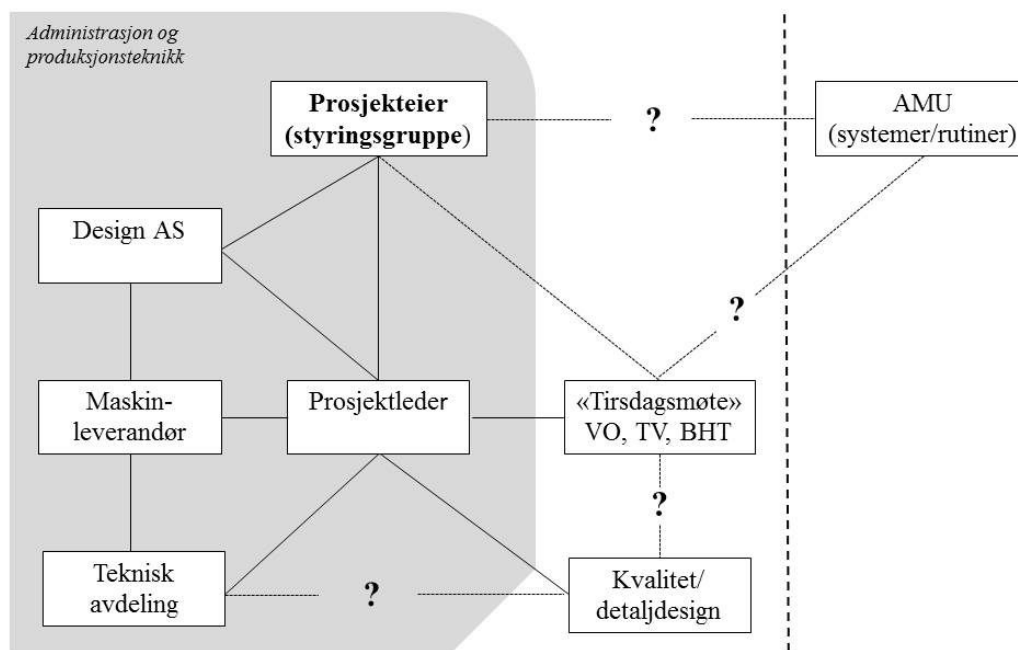 Administrasjon og
produksjonsteknikk
Prosjekteier
(styringsgruppe)
?
AMU
(systemer/rutiner)
Design AS
?
Maskin-
leverandør
Prosjektleder
«Tirsdagsmøte»
VO, TV, BHT
?
Teknisk
avdeling
?
Kvalitet/
detaljdesign